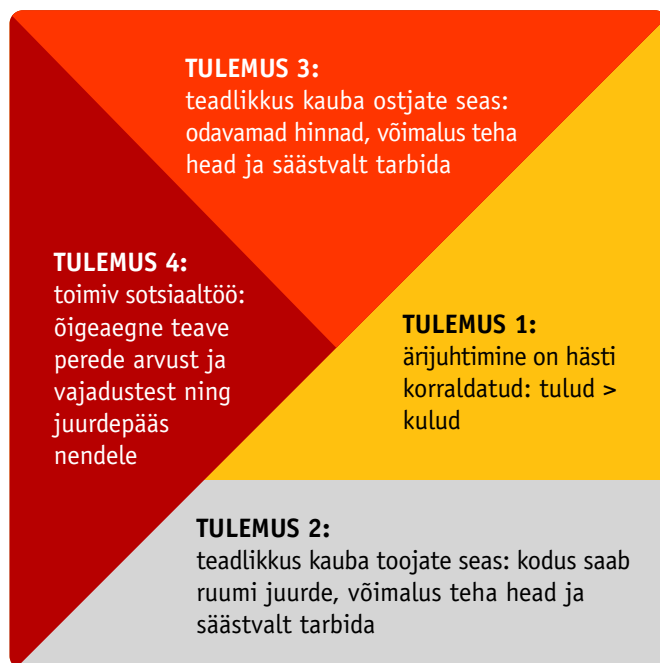 TULEMUS 3:
teadlikkus kauba ostjate seas:
odavamad hinnad, võimalus teha
head ja säästvalt tarbida
TULEMUS 4:
toimiv sotsiaaltöö:
õigeaegne teave
perede arvust ja
vajadustest ning
juurdepääs
nendele
TULEMUS 1:
ärijuhtimine on hästi
korraldatud: tulud >
kulud
TULEMUS 2:
teadlikkus kauba toojate seas: kodus saab
ruumi juurde, võimalus teha head ja
säästvalt tarbida